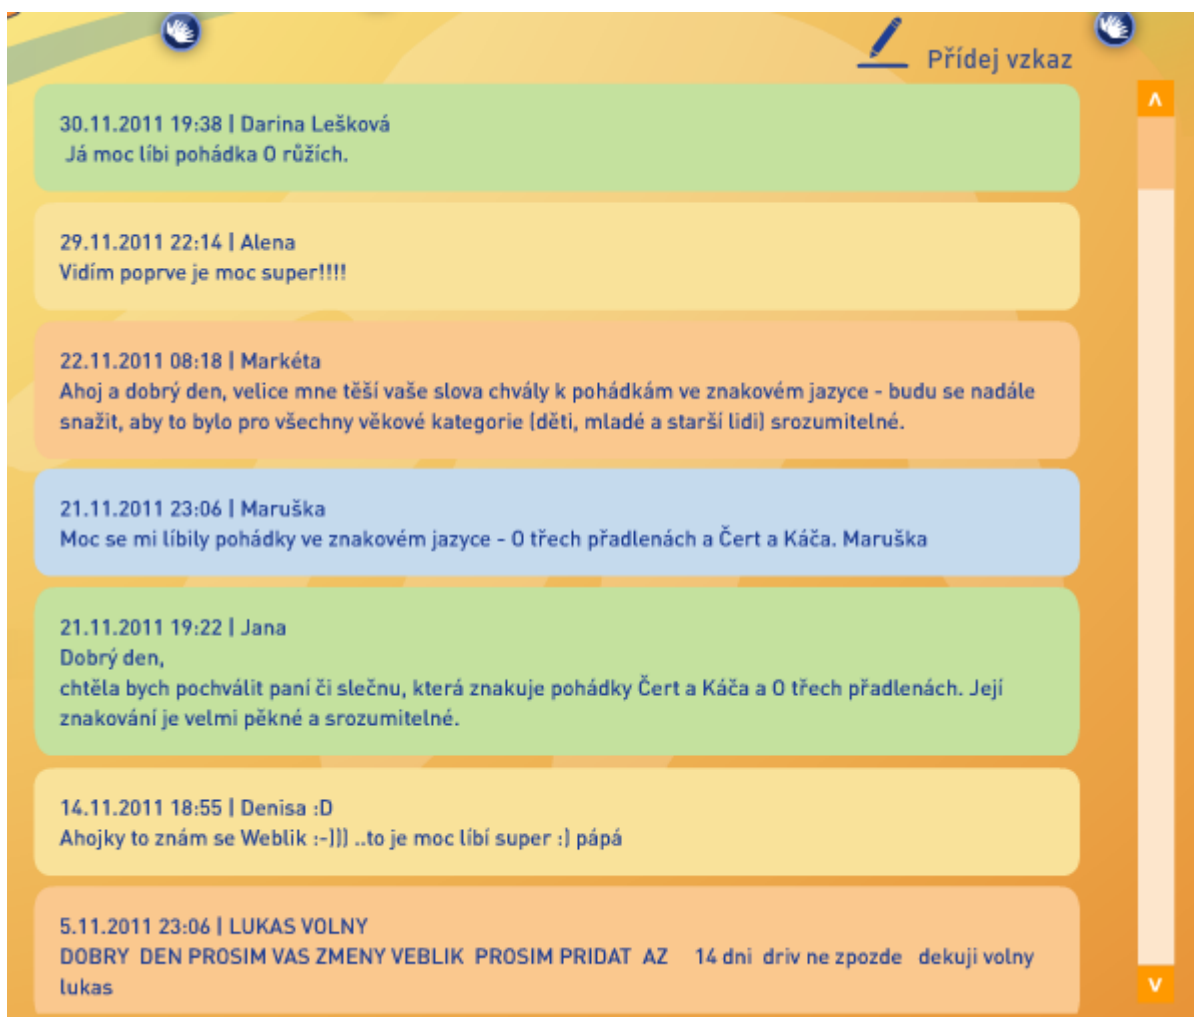 Přídej vzkaz
30.11.2011 19:38 | Darina Lešková
Já moc líbi pohádka O růžích.
29.11.2011 22:14 | Alena
Vidím poprve je moc super!!!!
22.11.2011 08:18 | Markéta
Ahoj a dobrý den, velice mne těší vaše slova chvály k pohádkám ve znakovém jazyce - budu se nadále
snažit, aby to bylo pro všechny věkové kategorie (děti, mladé a starší lidi) srozumitelné.
21.11.2011 23:06 | Maruška
Moc se mi líbily pohádky ve znakovém jazyce - O třech přadlenách a Čert a Káča. Maruška
21.11.2011 19:22 | Jana
Dobrý den,
chtěla bych pochválit paní či slečnu, která znakuje pohádky Čert a Káča a O třech přadlenách. Její
znakování je velmi pěkné a srozumitelné.
14.11.2011 18:55 | Denisa :D
Ahojky to znám se Weblik :-))) ..to je moc líbí super :) pápá
5.11.2011 23:06 | LUKAS VOLNY
DOBRY DEN PROSIM VAS ZMENY VEBLIK PROSIM PRIDAT AZ 14 dni driv ne zpozde dekuji volny
lukas